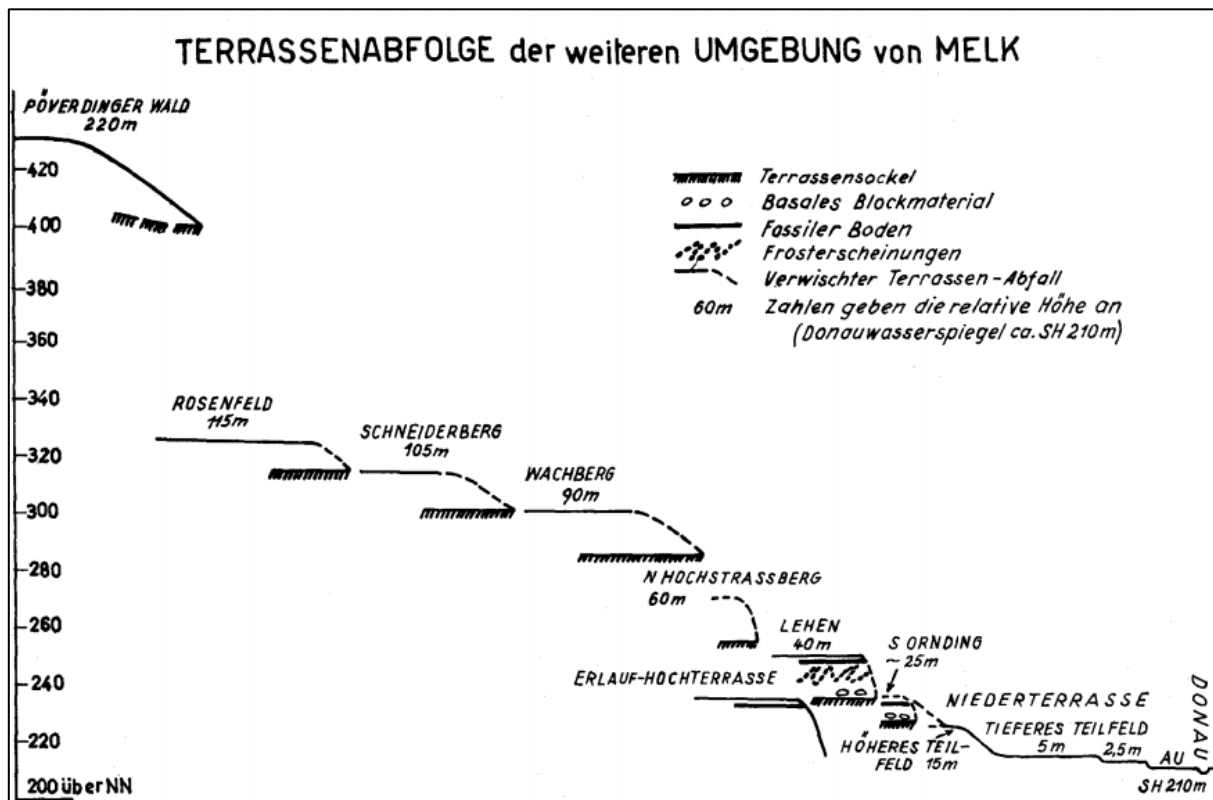 TERRASSENABFOLGE der weiteren UMGEBUNG von MELK
PÖVERDINGER WALD
220m
420
400
380
360
340
320
300
280
260
240
220
200 über NN
Terrassensockel
Basales Blockmaterial
Fossiler Boden
Frosterscheinungen
Verwischter Terrassen-Abfall
60m Zahlen geben die relative Höhe an
(Donauwasserspiegel ca. SH 210m)
ROSENFELD
115m
SCHNEIDERBERG
105m
WACHBERG
90m
N HOCHSTRASSBERG
60m
LEHEN
40m
S ORNDING
~ 25m
ERLAUF-HOCHTERRASSE
NIEDERTERRASSE
HÖHERES TEIL-
FELD 15m
TIEFERES TEILFELD
5m
2,5m
AU
DONAU
SH 210m